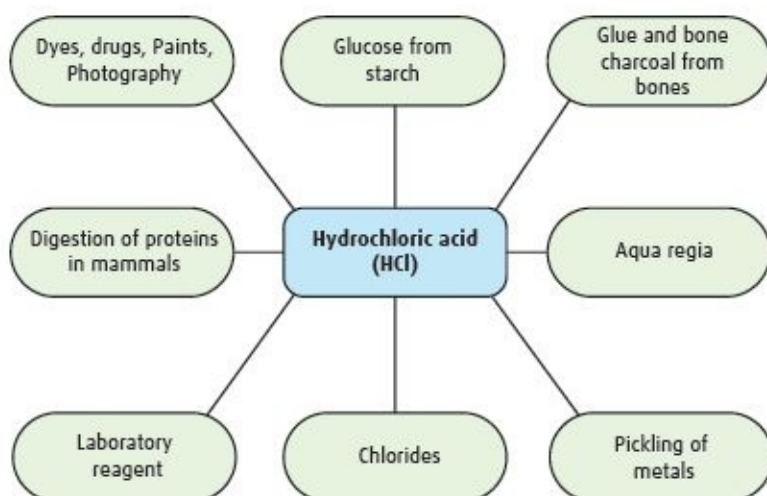 Dyes, drugs, Paints,
Photography
Glucose from
starch
Glue and bone
charcoal from
bones
Digestion of proteins
in mammals
Hydrochloric acid
(HCl)
Aqua regia
Laboratory
reagent
Chlorides
Pickling of
metals